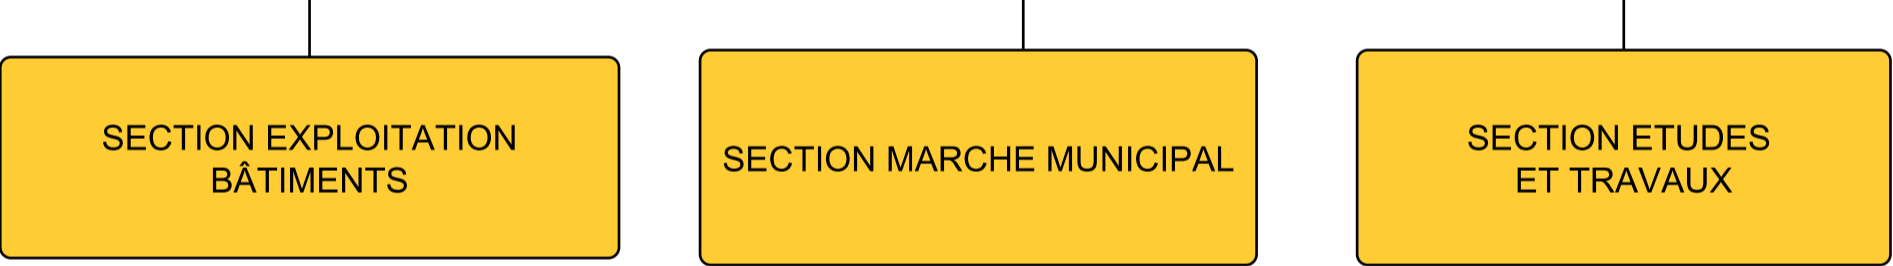 SECTION EXPLOITATION
BÂTIMENTS
SECTION MARCHE MUNICIPAL
SECTION ETUDES
ET TRAVAUX